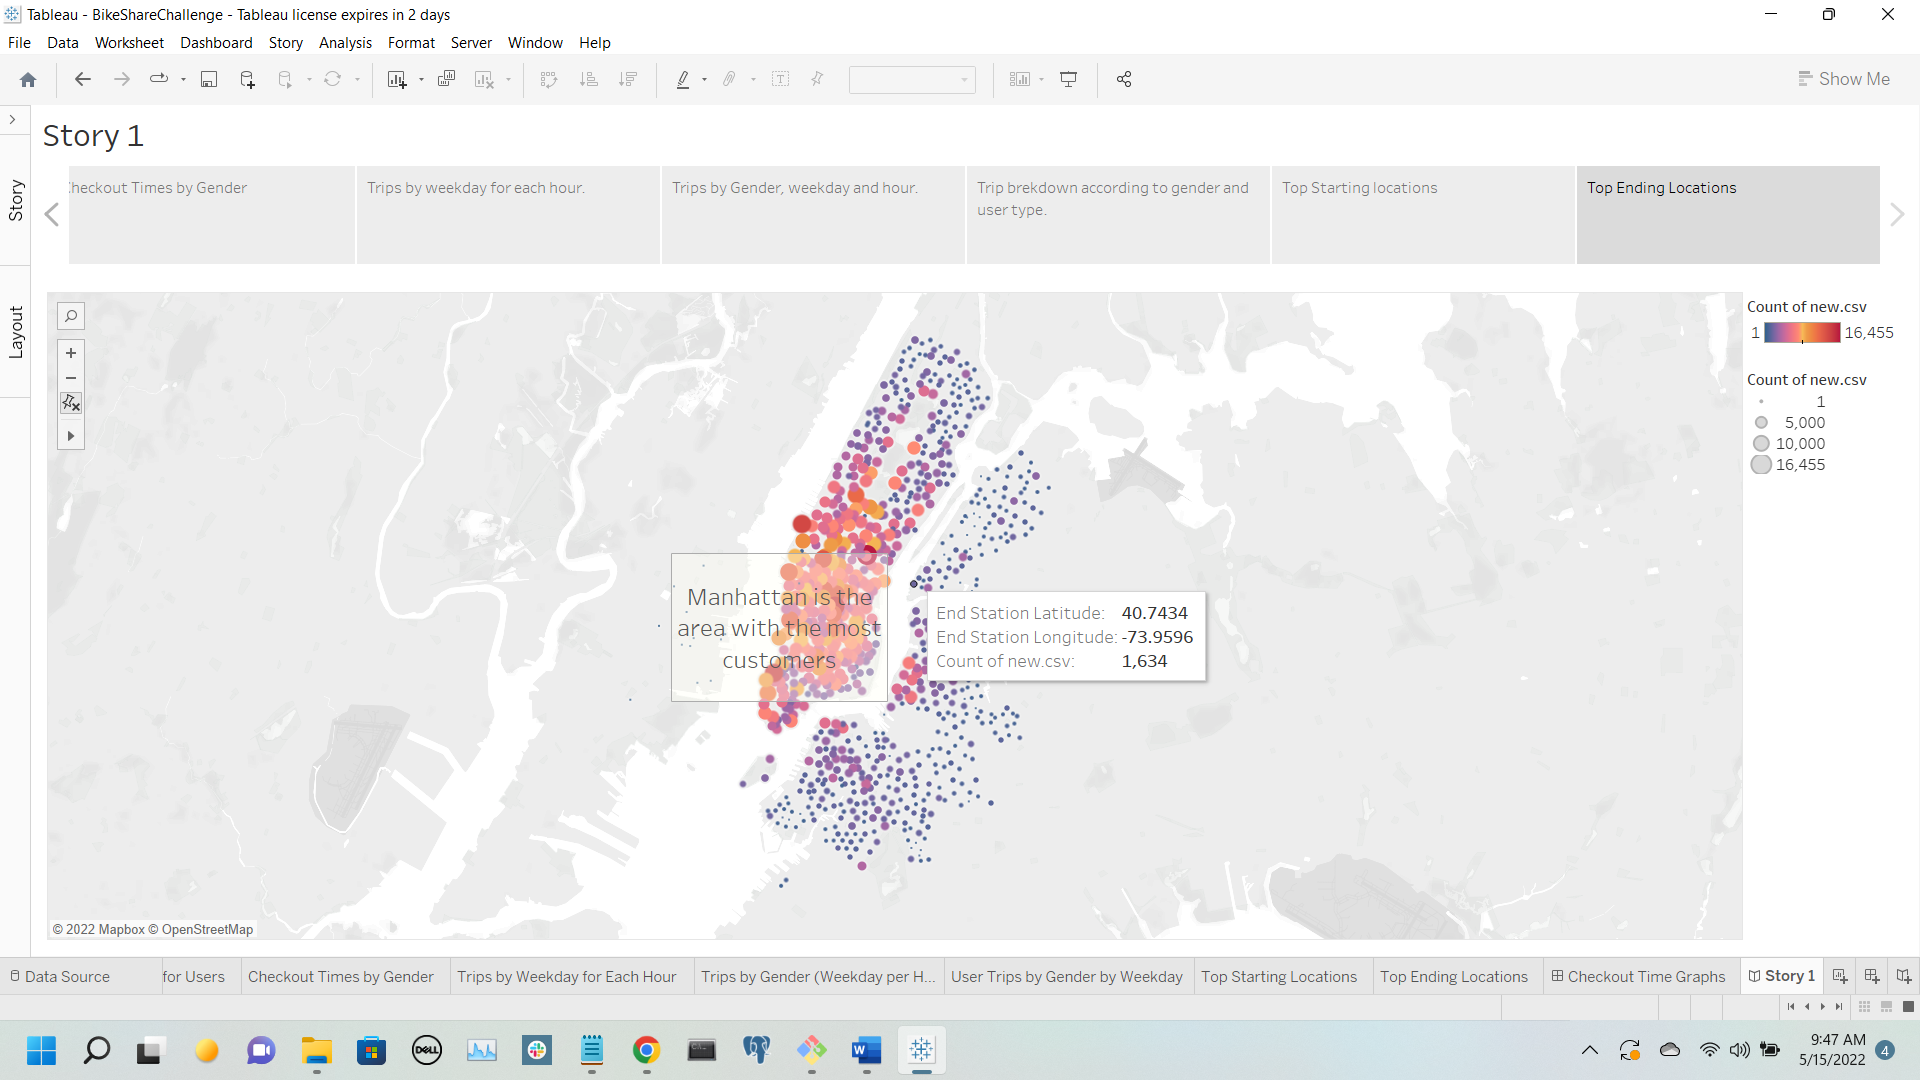 Tableau - BikeShareChallenge - Tableau license expires in 2 days
File Data Worksheet Dashboard Story Analysis Format Server Window Help
Show Me
Story
Layout
Story 1
heckout Times by Gender
Trips by weekday for each hour.
Trips by Gender, weekday and hour.
Trip brekdown according to gender and
user type.
Top Starting locations
Top Ending Locations
Count of new.csv
1 16,455
Count of new.csv
1
5,000
10,000
16,455
Manhattan is the
area with the most
customers
End Station Latitude: 40.7434
End Station Longitude: -73.9596
Count of new.csv: 1,634
© 2022 Mapbox © OpenStreetMap
Data Source for Users Checkout Times by Gender Trips by Weekday for Each Hour Trips by Gender (Weekday per H... User Trips by Gender by Weekday Top Starting Locations Top Ending Locations Checkout Time Graphs Story 1
DELL
9:47 AM
5/15/2022
4